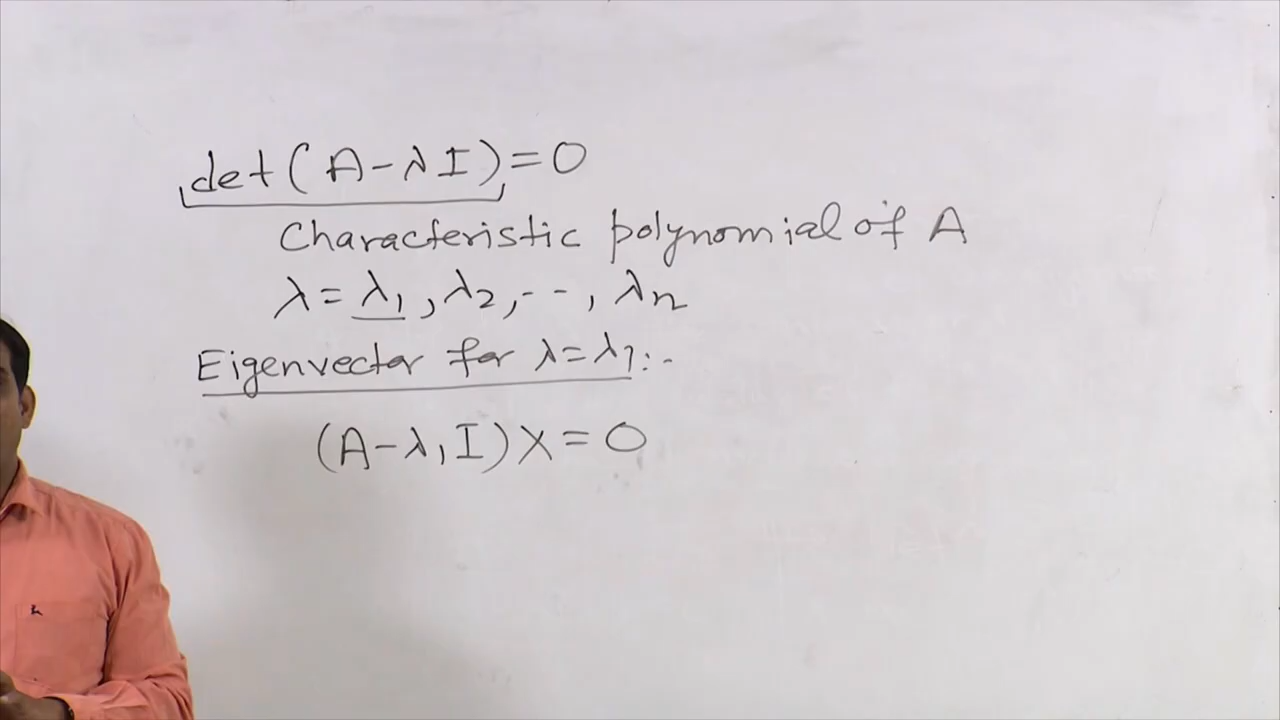 det(A-λI)=0
Characteristic polynomial of A
λ=λ₁,λ₂,--,λn
Eigenvector for λ=λ₁:-
(A-λ₁I)X=0